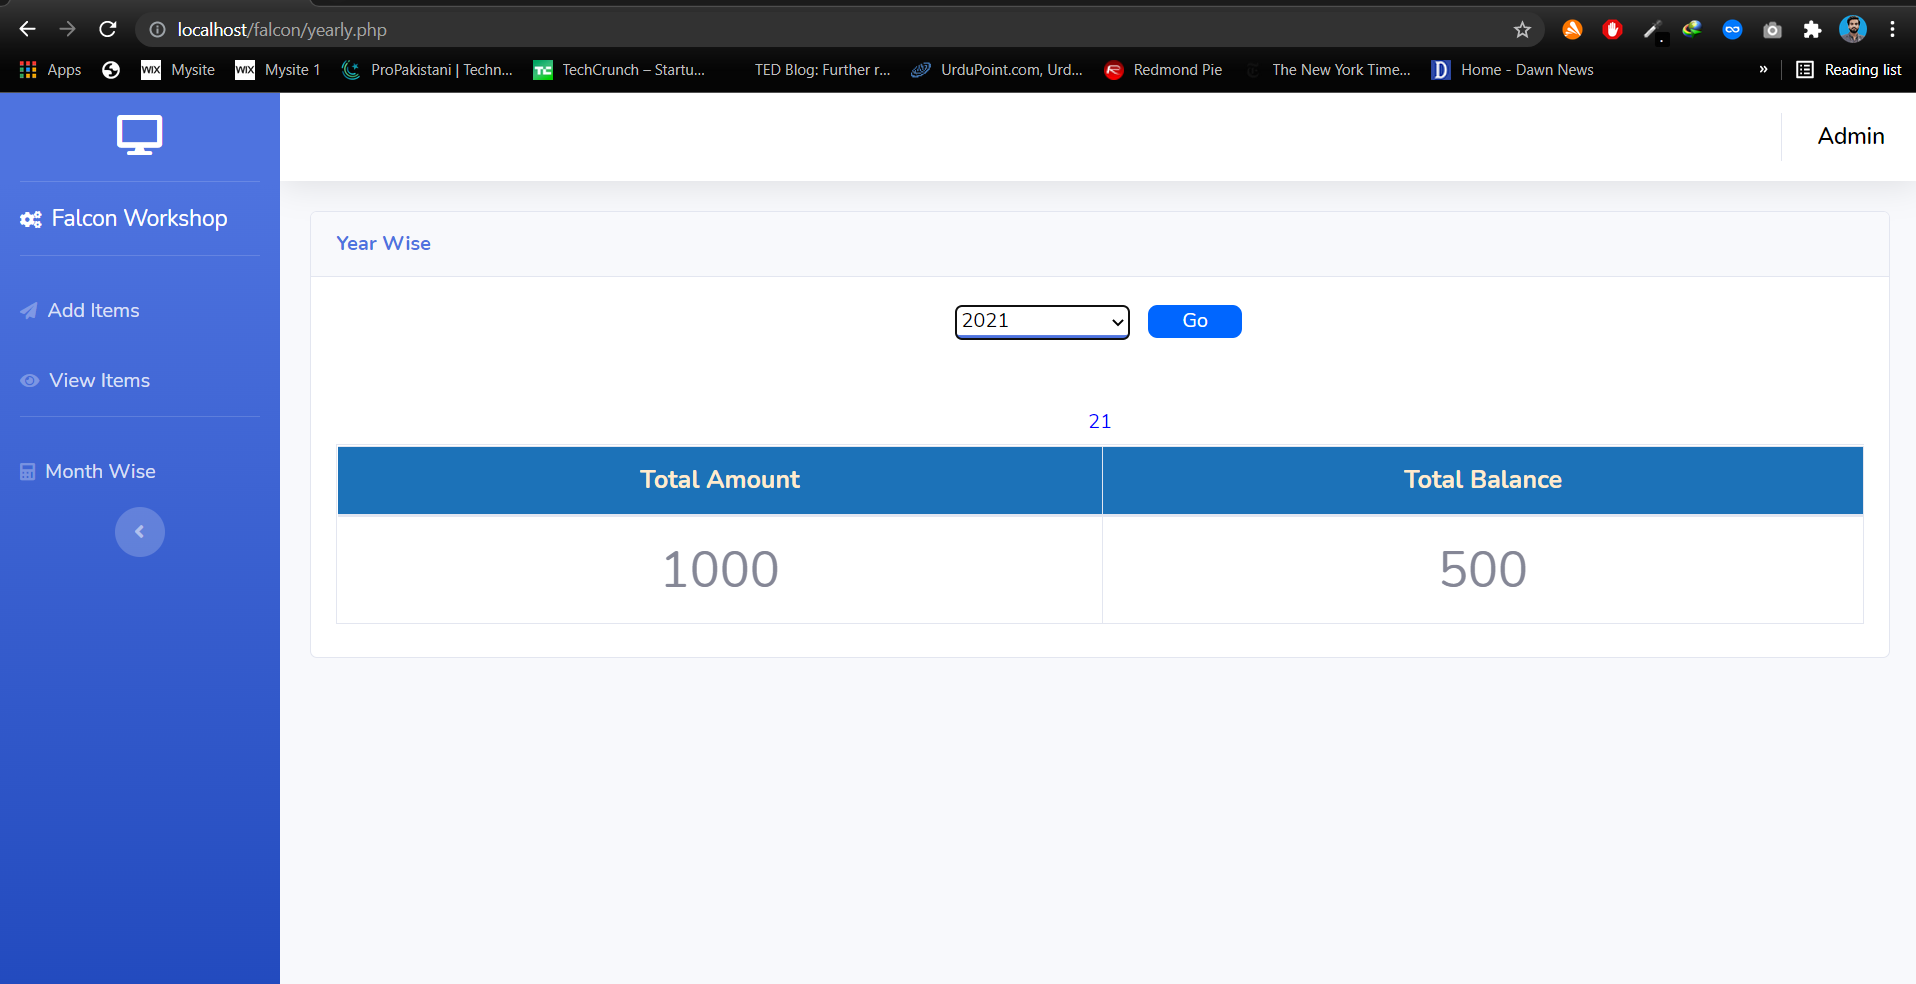 localhost/falcon/yearly.php
Apps Mysite Mysite 1 ProPakistani | Techn... TechCrunch – Startu... TED Blog: Further r... UrduPoint.com, Urd... Redmond Pie The New York Time... Home - Dawn News » Reading list
Admin
Falcon Workshop
Add Items
View Items
Month Wise
Year Wise
2021 Go
21
Total Amount Total Balance
1000 500